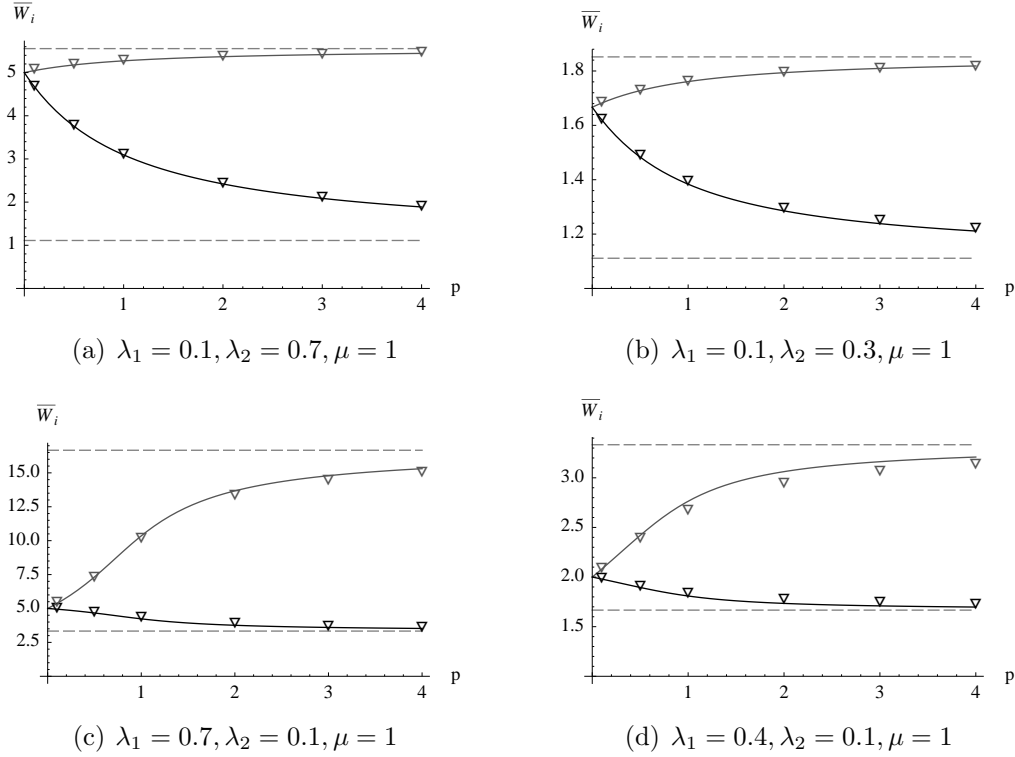 W̅ᵢ
5
4
3
2
1
1 2 3 4 p
(a) λ₁ = 0.1, λ₂ = 0.7, μ = 1
W̅ᵢ
1.8
1.6
1.4
1.2
1 2 3 4 p
(b) λ₁ = 0.1, λ₂ = 0.3, μ = 1
W̅ᵢ
15.0
12.5
10.0
7.5
5.0
2.5
1 2 3 4 p
(c) λ₁ = 0.7, λ₂ = 0.1, μ = 1
W̅ᵢ
3.0
2.5
2.0
1.5
1 2 3 4 p
(d) λ₁ = 0.4, λ₂ = 0.1, μ = 1